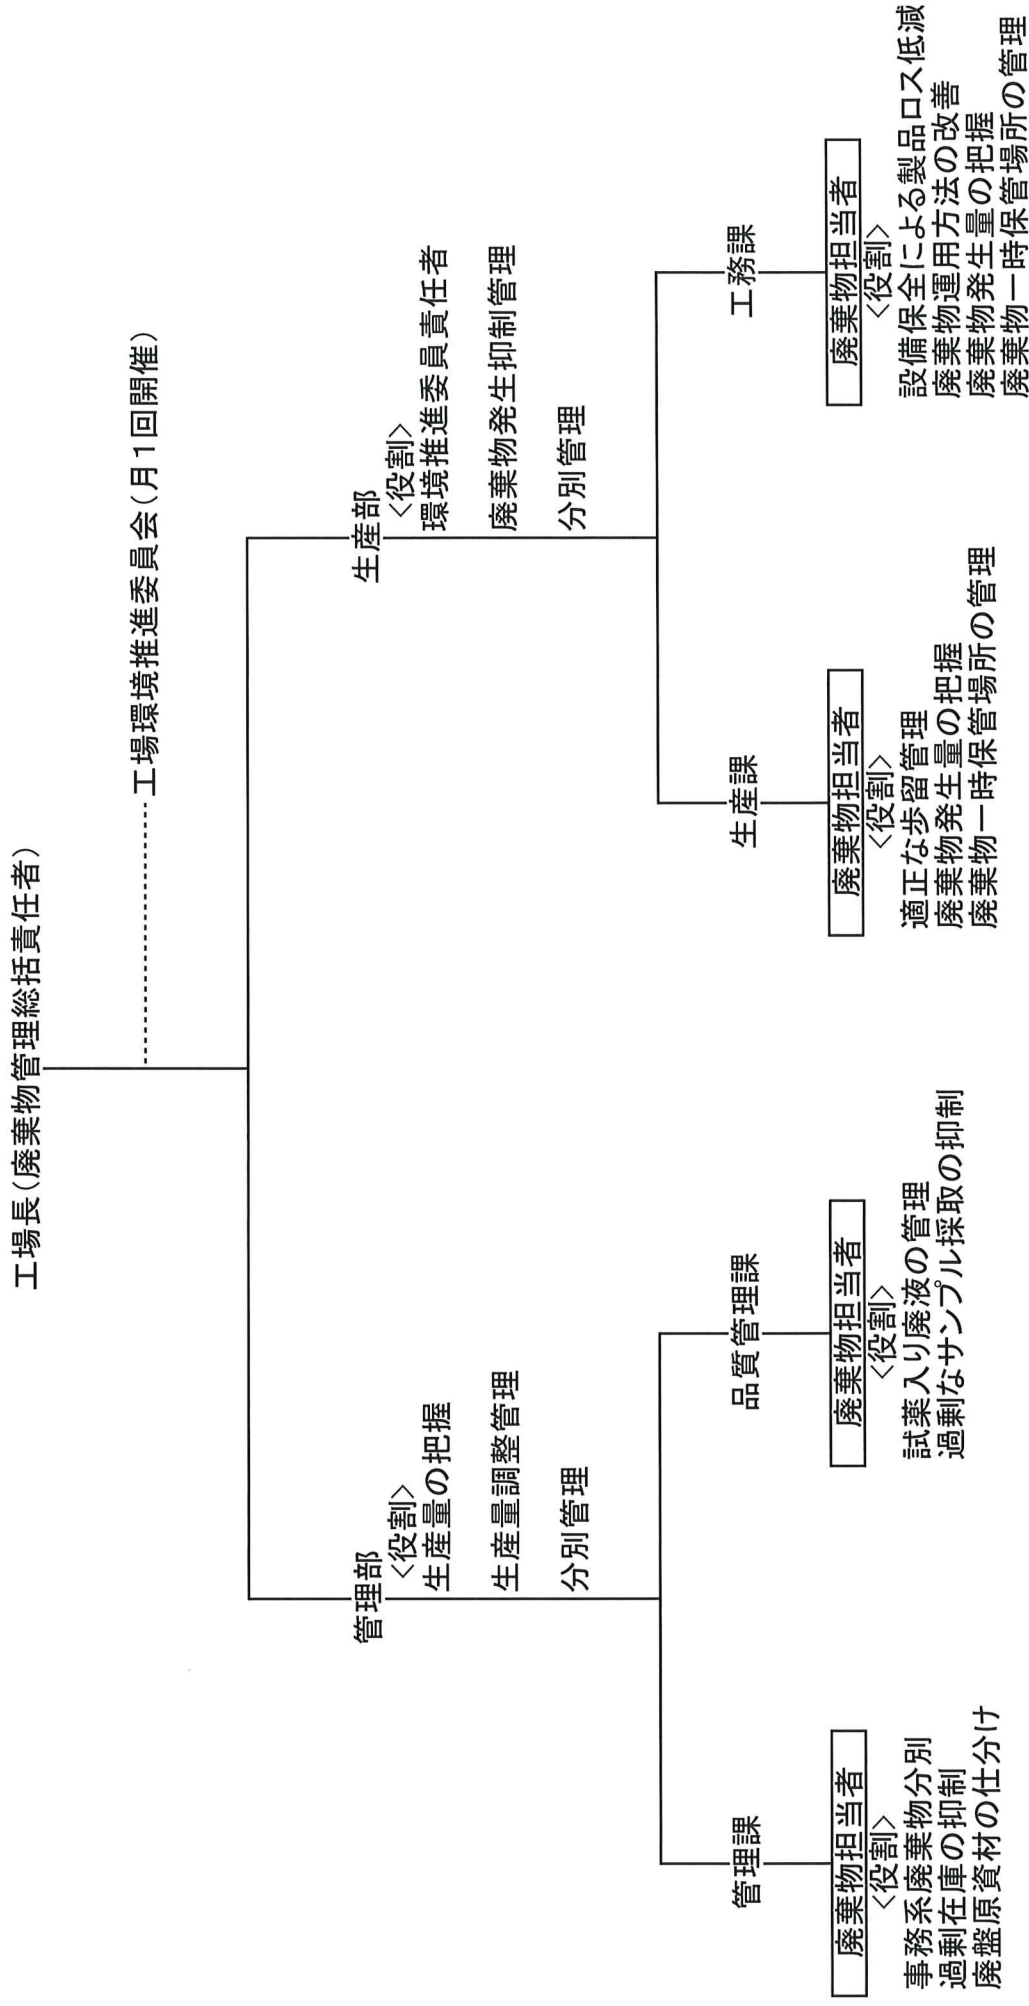 工場長(廃棄物管理総括責任者)
工場環境推進委員会(月1回開催)
管理部
<役割>
生産量の把握
生産量調整管理
分別管理
生産部
<役割>
環境推進委員責任者
廃棄物発生抑制管理
分別管理
管理課
廃棄物担当者
<役割>
事務系廃棄物分別
過剰在庫の抑制
廃盤原資材の仕分け
品質管理課
廃棄物担当者
<役割>
試薬入り廃液の管理
過剰なサンプル採取の抑制
生産課
廃棄物担当者
<役割>
適正な歩留管理
廃棄物発生量の把握
廃棄物一時保管場所の管理
工務課
廃棄物担当者
<役割>
設備保全による製品ロス低減
廃棄物運用方法の改善
廃棄物発生量の把握
廃棄物一時保管場所の管理